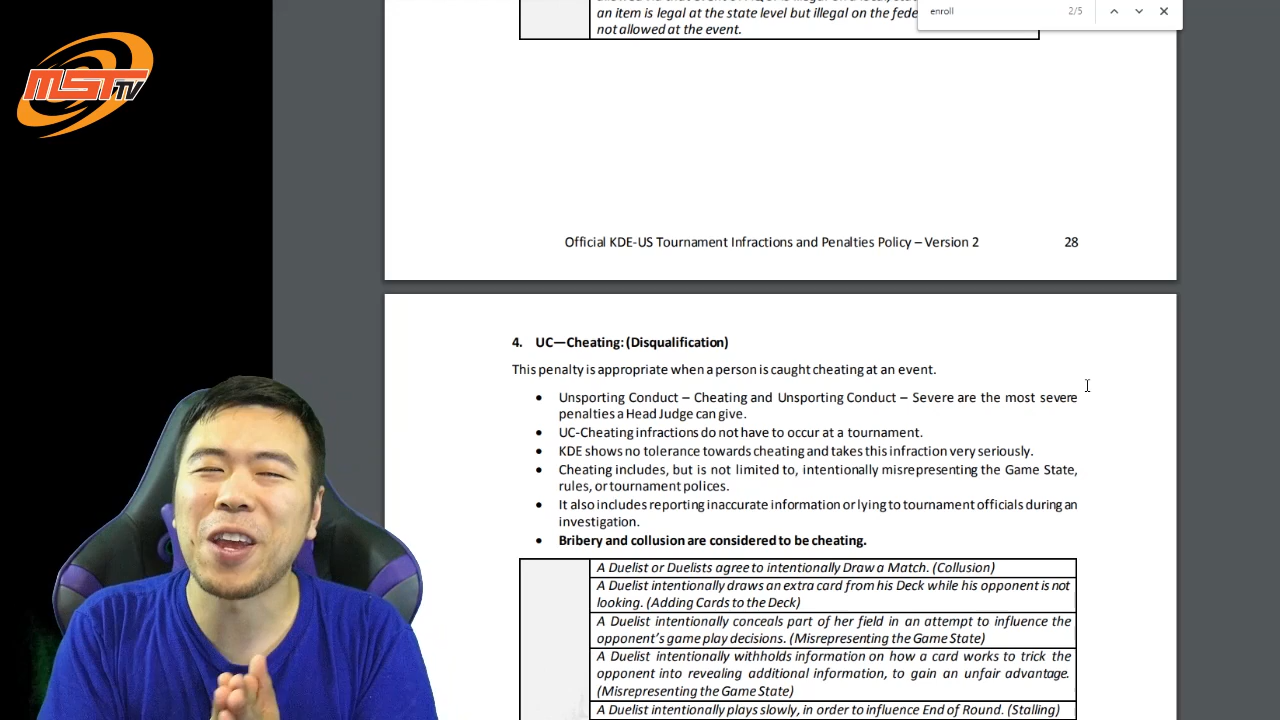 enroll 2/5
an item is legal at the state level but illegal on the fede
not allowed at the event.
MST TV
Official KDE-US Tournament Infractions and Penalties Policy – Version 2 28
4. UC—Cheating: (Disqualification)
This penalty is appropriate when a person is caught cheating at an event.
• Unsporting Conduct – Cheating and Unsporting Conduct – Severe are the most severe
penalties a Head Judge can give.
• UC-Cheating infractions do not have to occur at a tournament.
• KDE shows no tolerance towards cheating and takes this infraction very seriously.
• Cheating includes, but is not limited to, intentionally misrepresenting the Game State,
rules, or tournament polices.
• It also includes reporting inaccurate information or lying to tournament officials during an
investigation.
• Bribery and collusion are considered to be cheating.
A Duelist or Duelists agree to intentionally Draw a Match. (Collusion)
A Duelist intentionally draws an extra card from his Deck while his opponent is not
looking. (Adding Cards to the Deck)
A Duelist intentionally conceals part of her field in an attempt to influence the
opponent's game play decisions. (Misrepresenting the Game State)
A Duelist intentionally withholds information on how a card works to trick the
opponent into revealing additional information, to gain an unfair advantage.
(Misrepresenting the Game State)
A Duelist intentionally plays slowly, in order to influence End of Round. (Stalling)